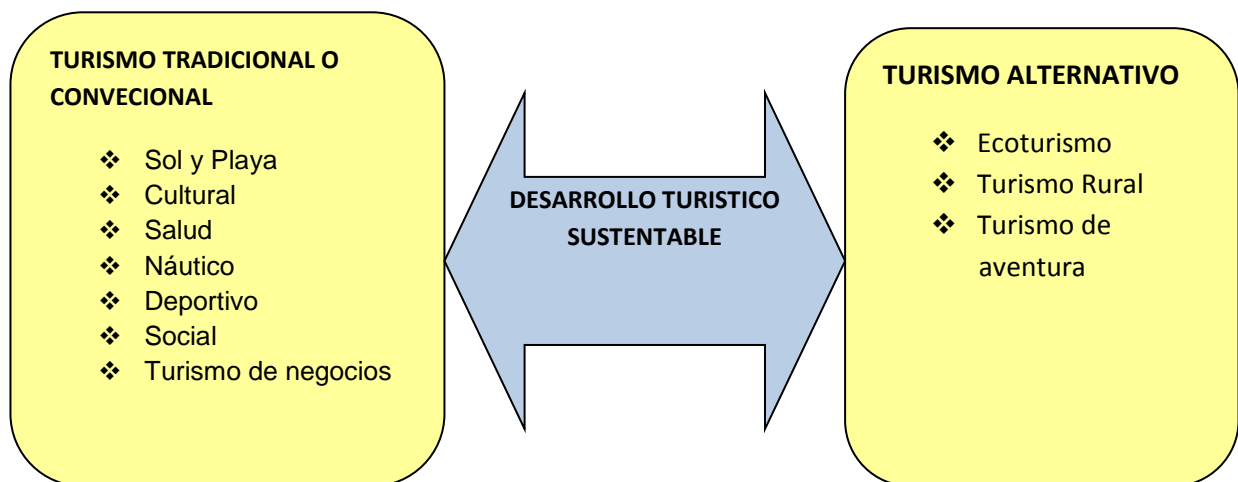 TURISMO TRADICIONAL O
CONVECIONAL
❖ Sol y Playa
❖ Cultural
❖ Salud
❖ Náutico
❖ Deportivo
❖ Social
❖ Turismo de negocios
DESARROLLO TURISTICO
SUSTENTABLE
TURISMO ALTERNATIVO
❖ Ecoturismo
❖ Turismo Rural
❖ Turismo de
aventura